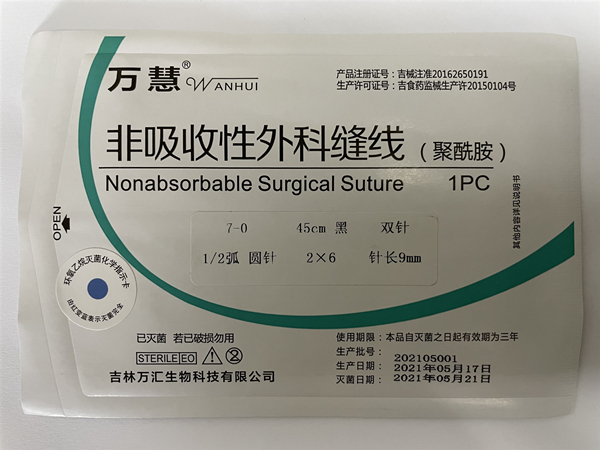 万慧® WANHUI
产品注册证号：吉械注准20162650191
生产许可证号：吉食药监械生产许20150104号
非吸收性外科缝线（聚酰胺）
Nonabsorbable Surgical Suture 1PC
其他内容详见说明书
7-0 45cm 黑 双针
1/2弧 圆针 2×6 针长9mm
OPEN
环氧乙烷灭菌化学指示卡
由红变蓝表示灭菌完全
已灭菌 若已破损勿用
STERILE EO
使用期限：本品自灭菌之日起有效期为三年
生产批号：202105001
生产日期：2021年05月17日
灭菌日期：2021年05月21日
吉林万汇生物科技有限公司